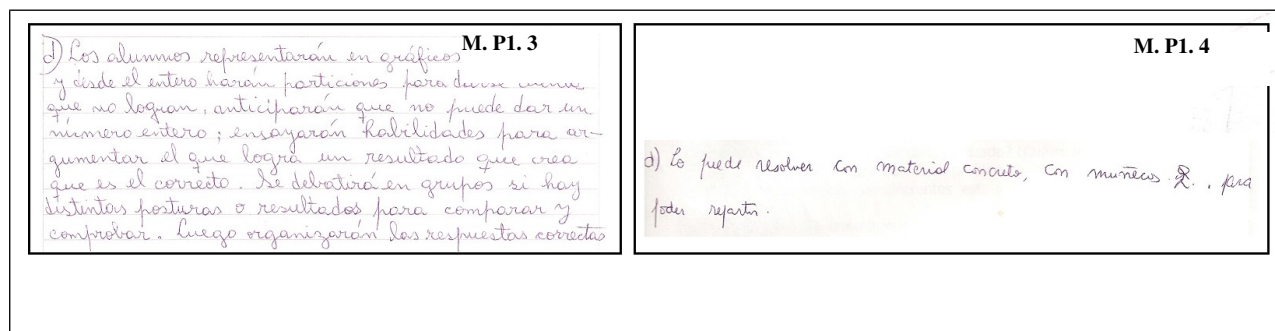 M. P1. 3
d) Los alumnos representarán en gráficos
y desde el entero harán particiones para
que no logran, anticiparán que no puede dar un
número entero; ensayarán habilidades para ar-
gumentar el que logra un resultado que crea
que es el correcto. Se debatirá en grupos si hay
distintas posturas o resultados para comparar y
comprobar. Luego organizarán las respuestas correctas
M. P1. 4
d) Lo puede resolver con material concreto, con muñecos , para
poder repartir.